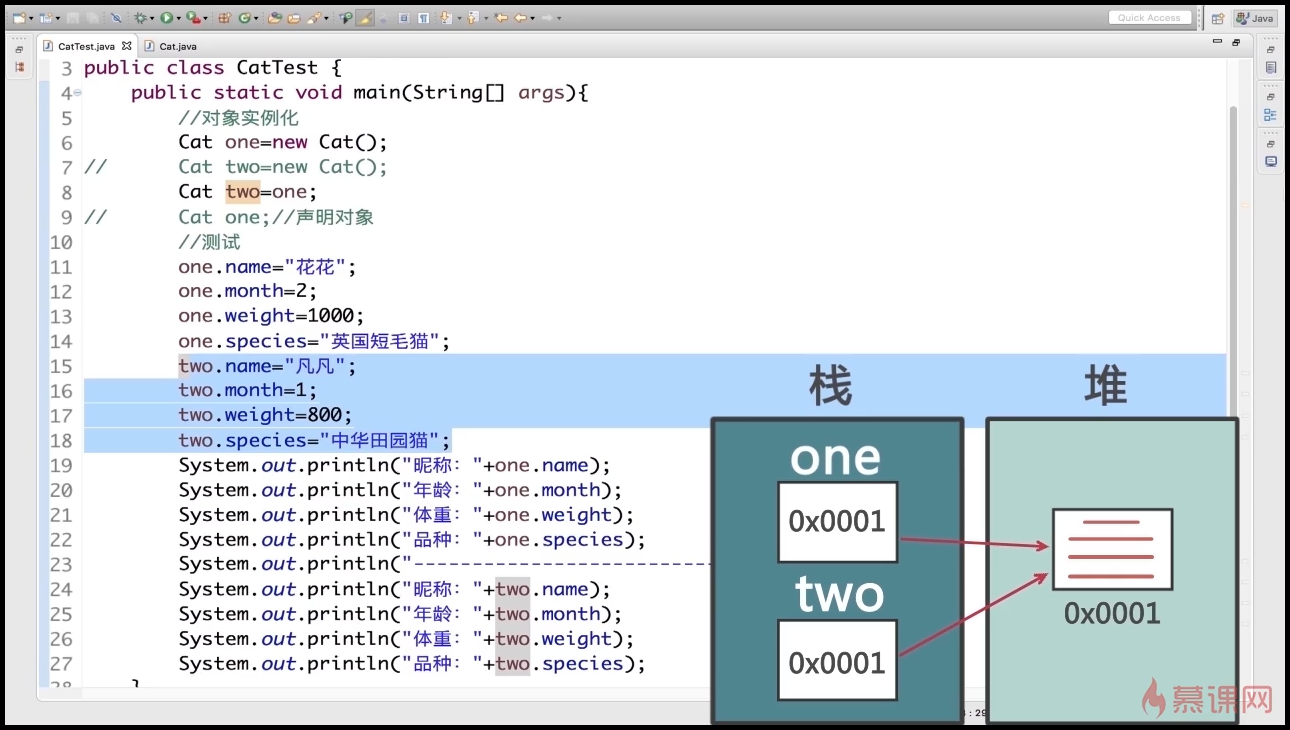 Quick Access
Java
CatTest.java
Cat.java
3 public class CatTest {
4 public static void main(String[] args){
5 //对象实例化
6 Cat one=new Cat();
7 // Cat two=new Cat();
8 Cat two=one;
9 // Cat one;//声明对象
10 //测试
11 one.name="花花";
12 one.month=2;
13 one.weight=1000;
14 one.species="英国短毛猫";
15 two.name="凡凡";
16 two.month=1;
17 two.weight=800;
18 two.species="中华田园猫";
19 System.out.println("昵称："+one.name);
20 System.out.println("年龄："+one.month);
21 System.out.println("体重："+one.weight);
22 System.out.println("品种："+one.species);
23 System.out.println("--------------------------
24 System.out.println("昵称："+two.name);
25 System.out.println("年龄："+two.month);
26 System.out.println("体重："+two.weight);
27 System.out.println("品种："+two.species);
28 }
栈
堆
one
0x0001
two
0x0001
0x0001
: 29
慕课网